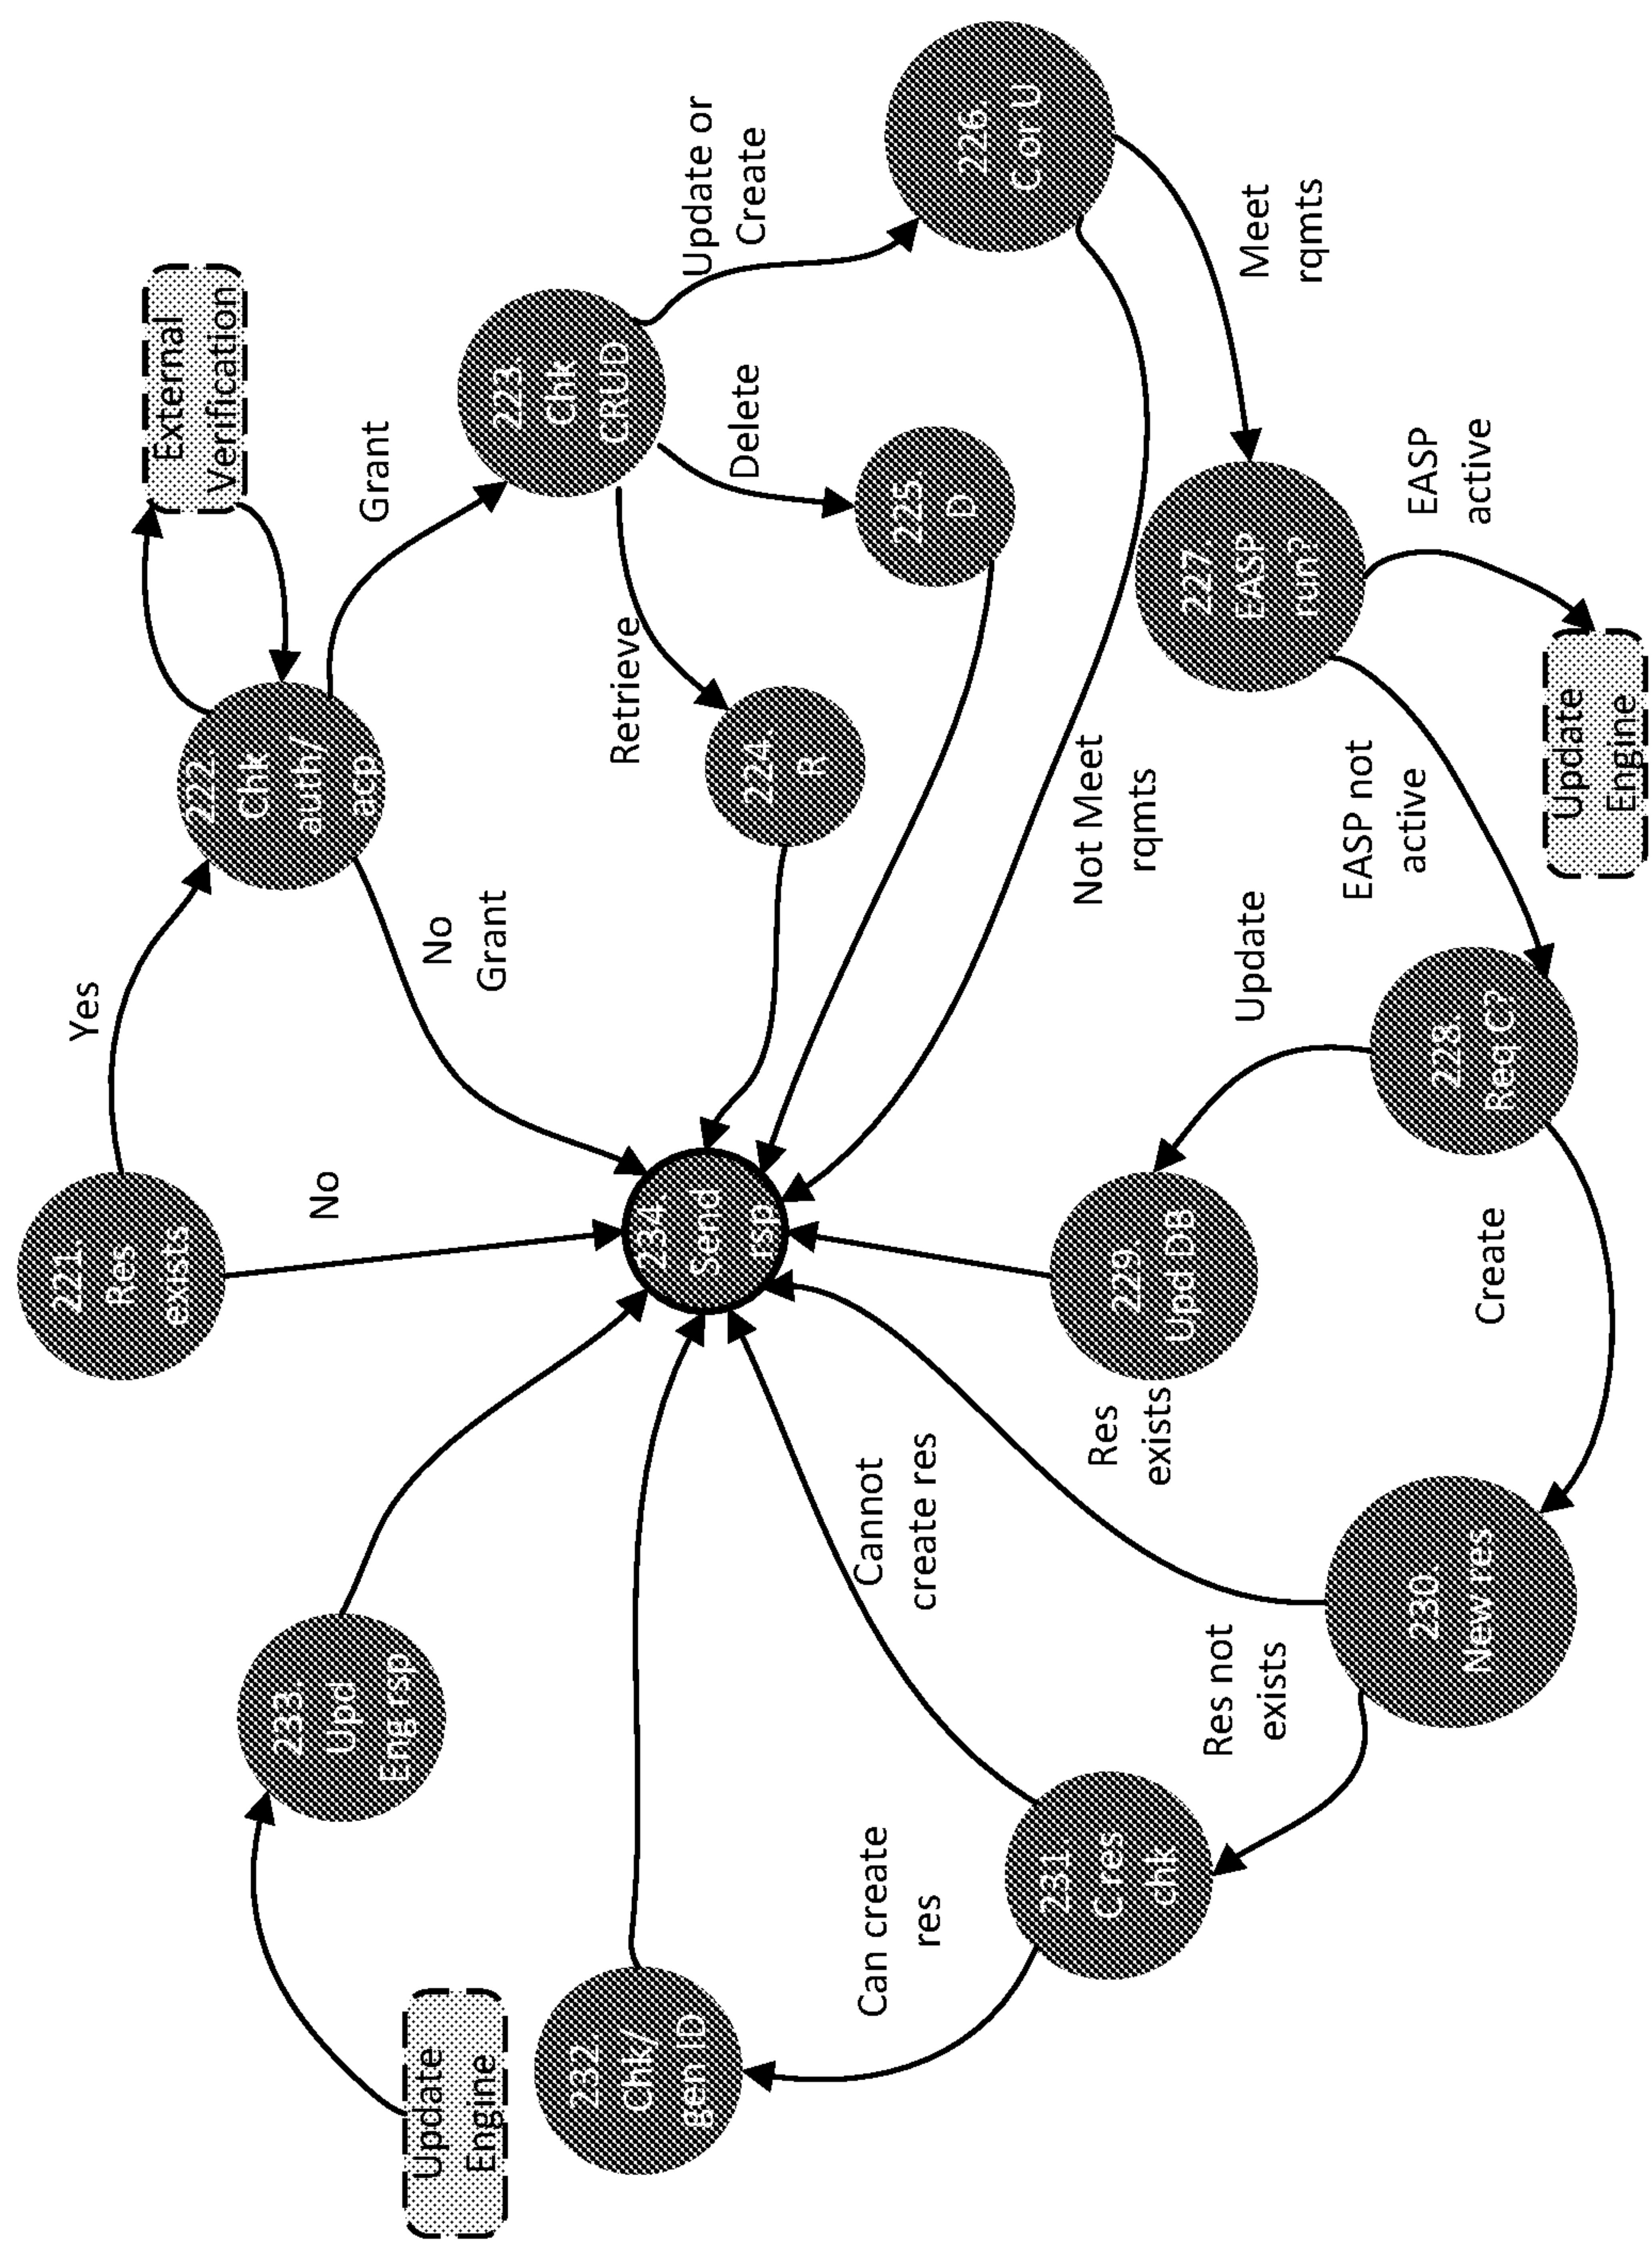 221.
Res
exists
Yes
No
222.
Chk
auth/
acp
External
Verification
Grant
No
Grant
223.
Chk
CRUD
Update or
Create
Delete
Retrieve
224.
R
225.
D
226.
C or U
Meet
rqmts
Not Meet
rqmts
227
EASP
run?
EASP
active
EASP not
active
Update
Engine
228.
Req C?
Update
Create
229.
Upd DB
230.
New res
Res
exists
Res not
exists
231
C res
chk
Cannot
create res
Can create
res
232.
Chk/
gen ID
233.
Upd
Eng rsp
Update
Engine
234.
Send
rsp